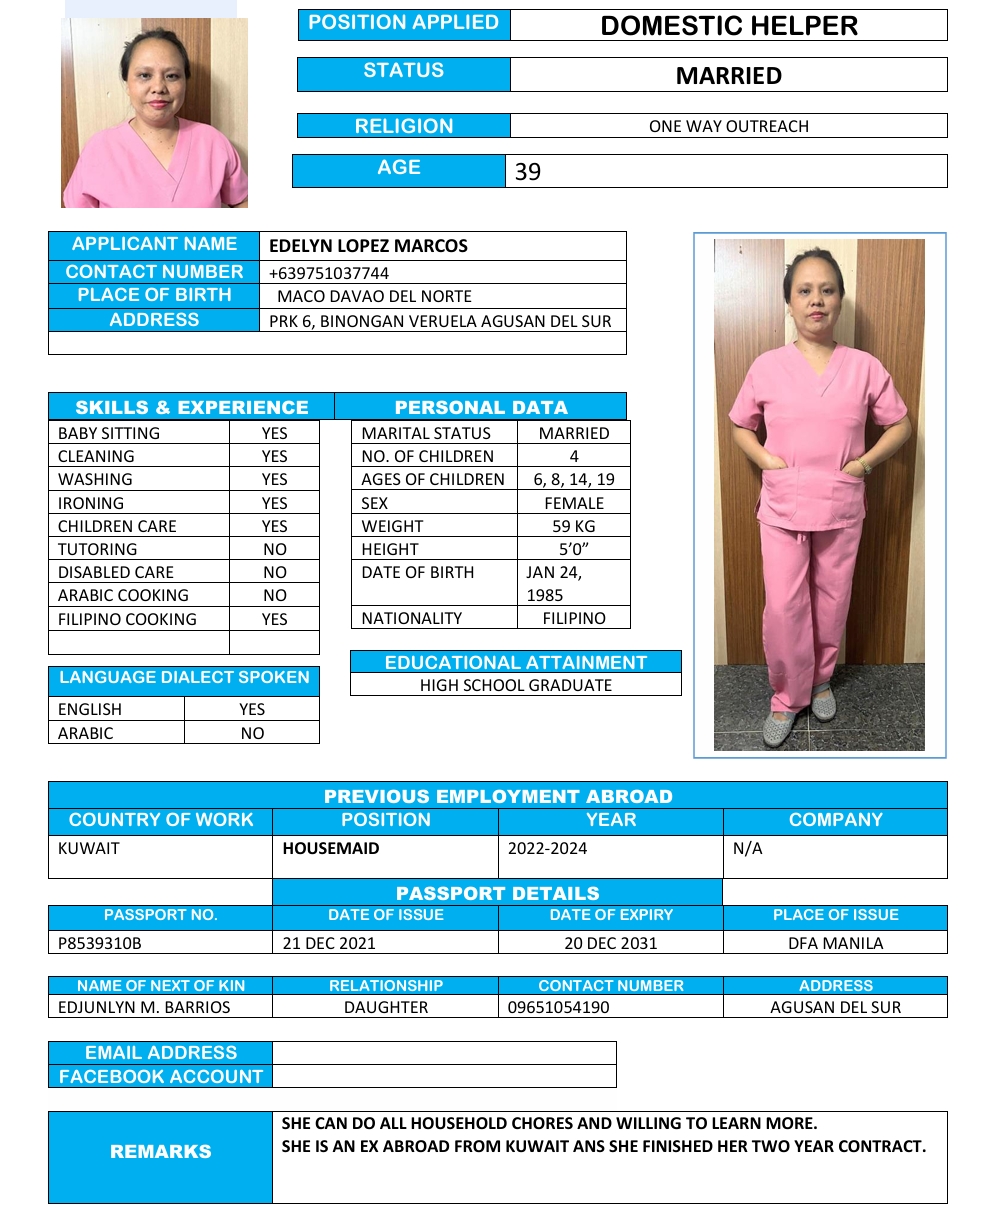 POSITION APPLIED DOMESTIC HELPER
STATUS MARRIED
RELIGION ONE WAY OUTREACH
AGE 39
APPLICANT NAME EDELYN LOPEZ MARCOS
CONTACT NUMBER +639751037744
PLACE OF BIRTH MACO DAVAO DEL NORTE
ADDRESS PRK 6, BINONGAN VERUELA AGUSAN DEL SUR
SKILLS & EXPERIENCE
BABY SITTING YES
CLEANING YES
WASHING YES
IRONING YES
CHILDREN CARE YES
TUTORING NO
DISABLED CARE NO
ARABIC COOKING NO
FILIPINO COOKING YES
LANGUAGE DIALECT SPOKEN
ENGLISH YES
ARABIC NO
PERSONAL DATA
MARITAL STATUS MARRIED
NO. OF CHILDREN 4
AGES OF CHILDREN 6, 8, 14, 19
SEX FEMALE
WEIGHT 59 KG
HEIGHT 5’0”
DATE OF BIRTH JAN 24,
1985
NATIONALITY FILIPINO
EDUCATIONAL ATTAINMENT
HIGH SCHOOL GRADUATE
PREVIOUS EMPLOYMENT ABROAD
COUNTRY OF WORK POSITION YEAR COMPANY
KUWAIT HOUSEMAID 2022-2024 N/A
PASSPORT DETAILS
PASSPORT NO. DATE OF ISSUE DATE OF EXPIRY PLACE OF ISSUE
P8539310B 21 DEC 2021 20 DEC 2031 DFA MANILA
NAME OF NEXT OF KIN RELATIONSHIP CONTACT NUMBER ADDRESS
EDJUNLYN M. BARRIOS DAUGHTER 09651054190 AGUSAN DEL SUR
EMAIL ADDRESS
FACEBOOK ACCOUNT
REMARKS
SHE CAN DO ALL HOUSEHOLD CHORES AND WILLING TO LEARN MORE.
SHE IS AN EX ABROAD FROM KUWAIT ANS SHE FINISHED HER TWO YEAR CONTRACT.